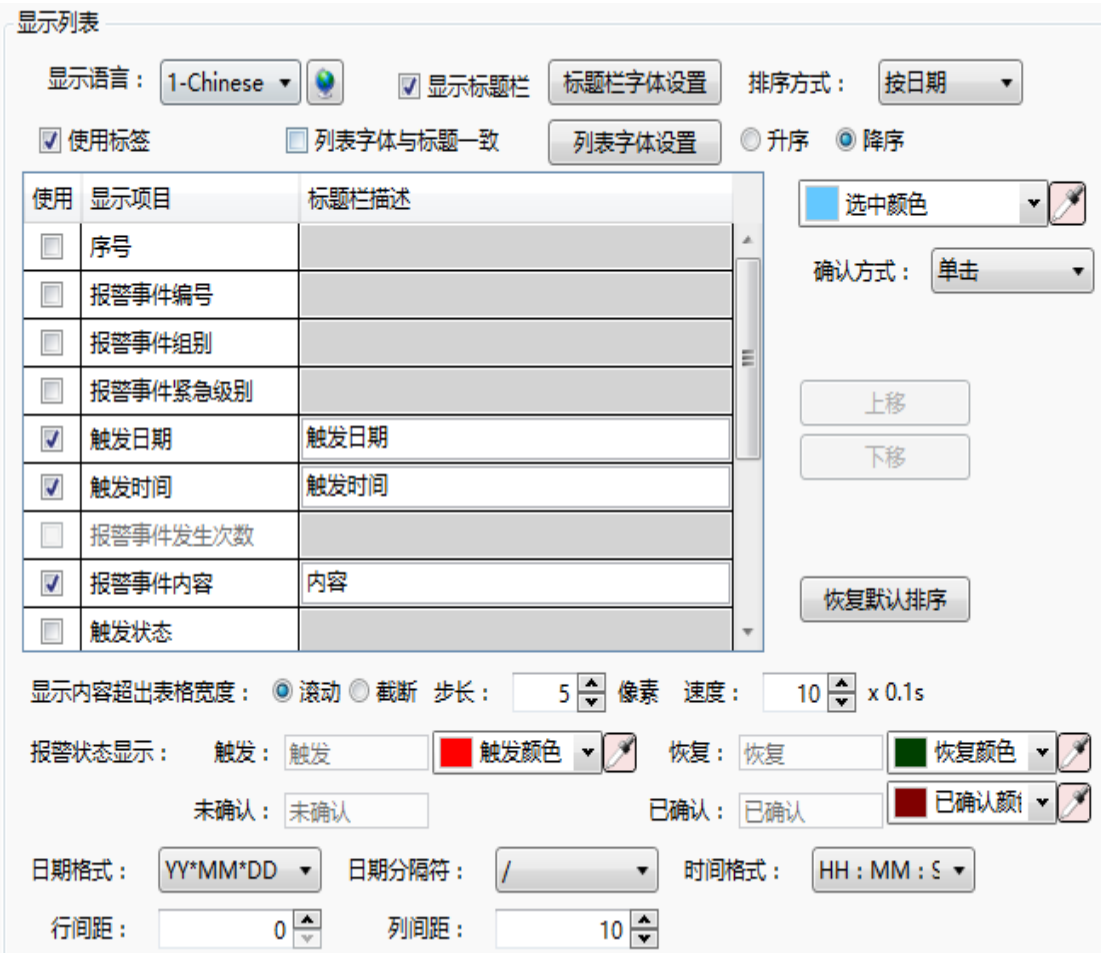 显示列表
显示语言： 1-Chinese 显示标题栏 标题栏字体设置 排序方式： 按日期
使用标签 列表字体与标题一致 列表字体设置 升序 降序
使用 显示项目 标题栏描述
选中颜色
序号
确认方式： 单击
报警事件编号
报警事件组别
报警事件紧急级别
上移
触发日期 触发日期
下移
触发时间 触发时间
报警事件发生次数
报警事件内容 内容
恢复默认排序
触发状态
显示内容超出表格宽度： 滚动 截断 步长： 5 像素 速度： 10 x 0.1s
报警状态显示： 触发： 触发 触发颜色 恢复： 恢复 恢复颜色
未确认： 未确认 已确认： 已确认 已确认颜
日期格式： YY*MM*DD 日期分隔符： / 时间格式： HH : MM : S
行间距： 0 列间距： 10